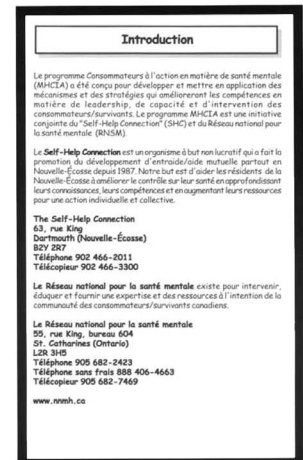 Introduction
Le programme Consommateurs à l'action en matière de santé mentale
(MHCIA) a été conçu pour développer et mettre en application des
mécanismes et des stratégies qui amélioreront les compétences en
matière de leadership, de capacité et d'intervention des
consommateurs/survivants. Le programme MHCIA est une initiative
conjointe du "Self-Help Connection" (SHC) et du Réseau national pour
la santé mentale (RNSM).
Le Self-Help Connection est un organisme à but non lucratif qui a fait la
promotion du développement d'entraide/aide mutuelle partout en
Nouvelle-Écosse depuis 1987. Notre but est d'aider les résidents de la
Nouvelle-Écosse à améliorer le contrôle sur leur santé en approfondissant
leurs connaissances, leurs compétences et en augmentant leurs ressources
pour une action individuelle et collective.
The Self-Help Connection
63, rue King
Dartmouth (Nouvelle-Écosse)
B2Y 2R7
Téléphone 902 466-2011
Télécopieur 902 466-3300
Le Réseau national pour la santé mentale existe pour intervenir,
éduquer et fournir une expertise et des ressources à l'intention de la
communauté des consommateurs/survivants canadiens.
Le Réseau national pour la santé mentale
55, rue King, bureau 604
St. Catharines (Ontario)
L2R 3H5
Téléphone 905 682-2423
Téléphone sans frais 888 406-4663
Télécopieur 905 682-7469
www.nnmh.ca